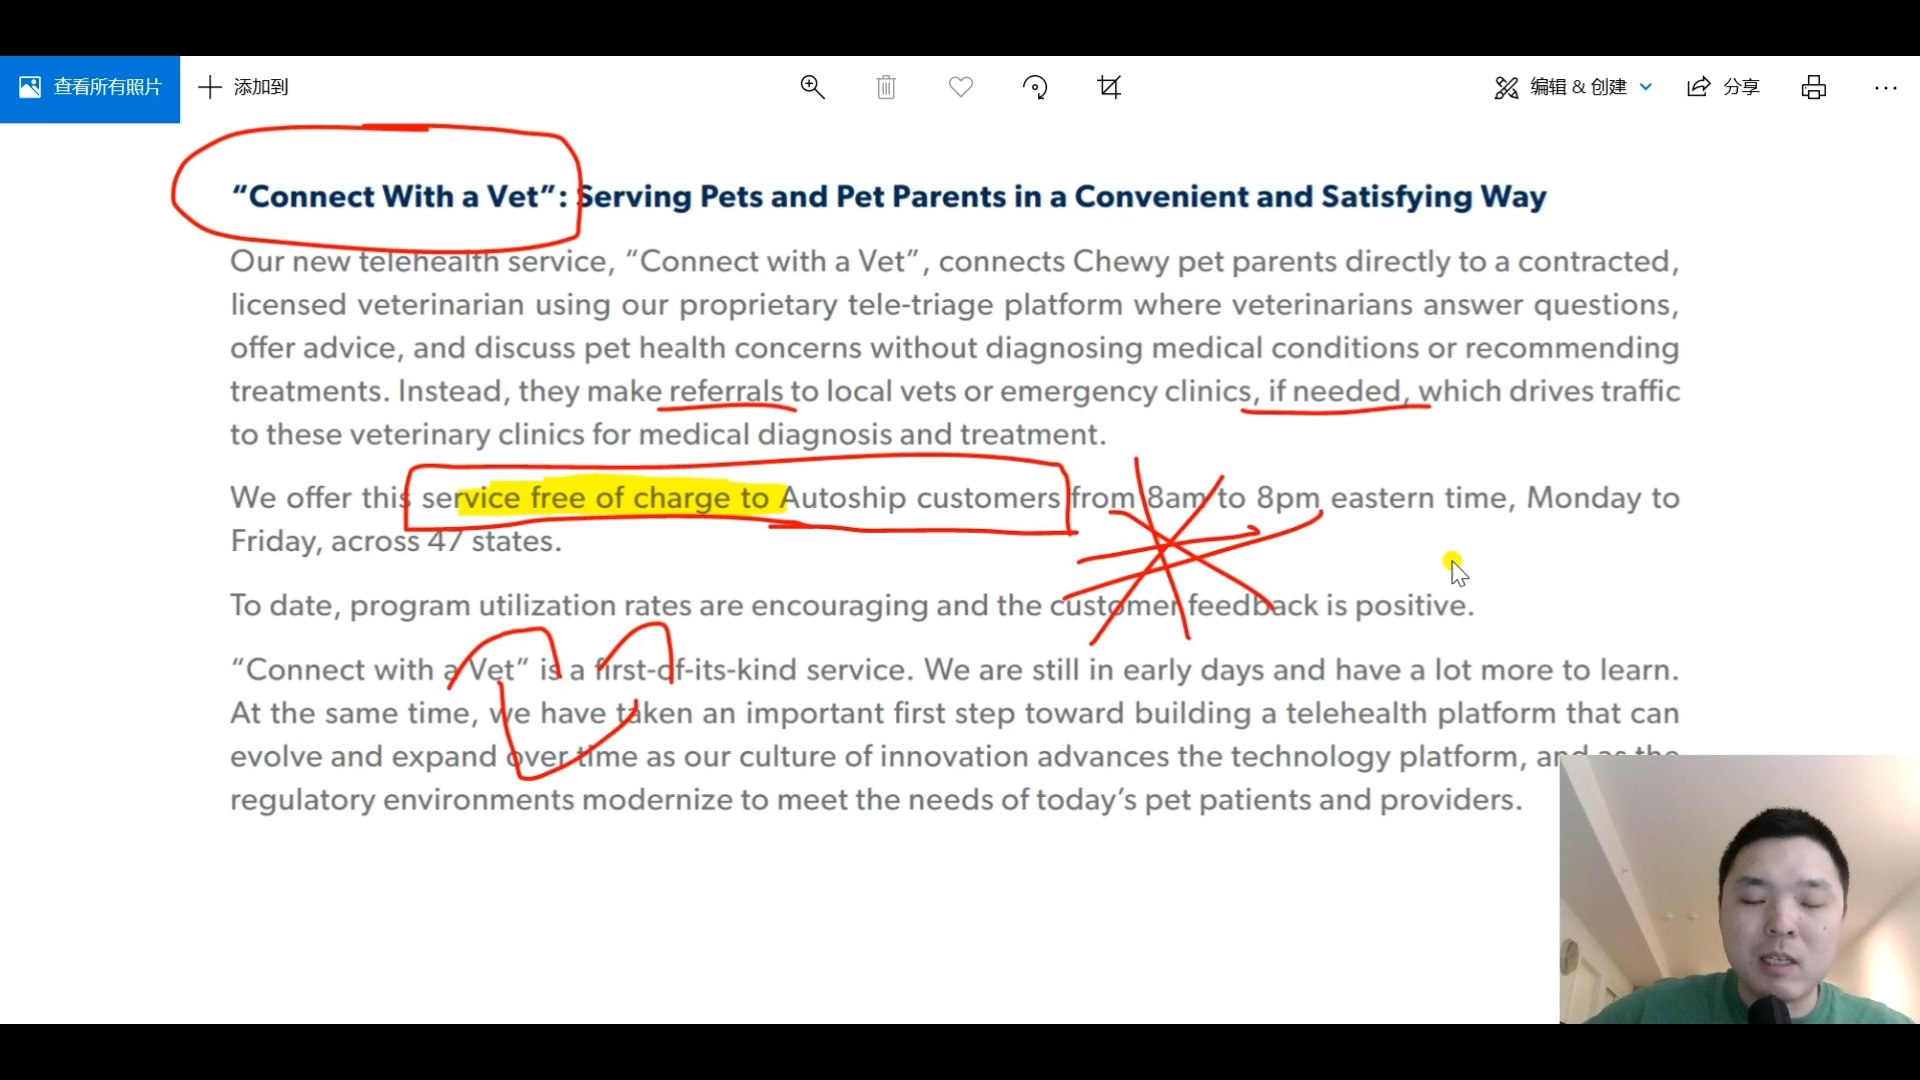 查看所有照片 添加到 编辑 & 创建 分享
“Connect With a Vet”: Serving Pets and Pet Parents in a Convenient and Satisfying Way
Our new telehealth service, “Connect with a Vet”, connects Chewy pet parents directly to a contracted,
licensed veterinarian using our proprietary tele-triage platform where veterinarians answer questions,
offer advice, and discuss pet health concerns without diagnosing medical conditions or recommending
treatments. Instead, they make referrals to local vets or emergency clinics, if needed, which drives traffic
to these veterinary clinics for medical diagnosis and treatment.
We offer this service free of charge to Autoship customers from 8am to 8pm eastern time, Monday to
Friday, across 47 states.
To date, program utilization rates are encouraging and the customer feedback is positive.
“Connect with a Vet” is a first-of-its-kind service. We are still in early days and have a lot more to learn.
At the same time, we have taken an important first step toward building a telehealth platform that can
evolve and expand over time as our culture of innovation advances the technology platform, and as the
regulatory environments modernize to meet the needs of today’s pet patients and providers.